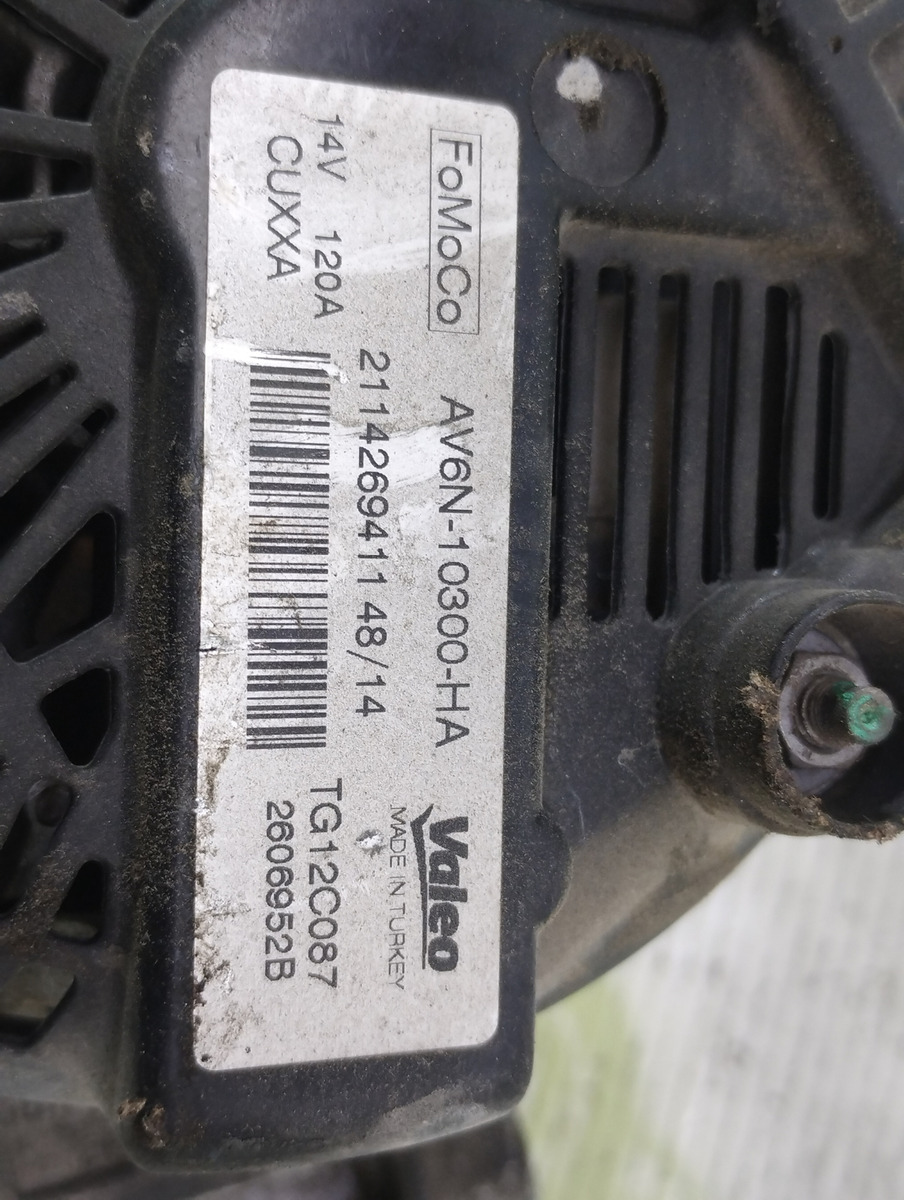 FoMoCo AV6N-10300-HA Valeo
MADE IN TURKEY
2114269411 48/14
14V 120A TG12C087
CUXXA 2606952B